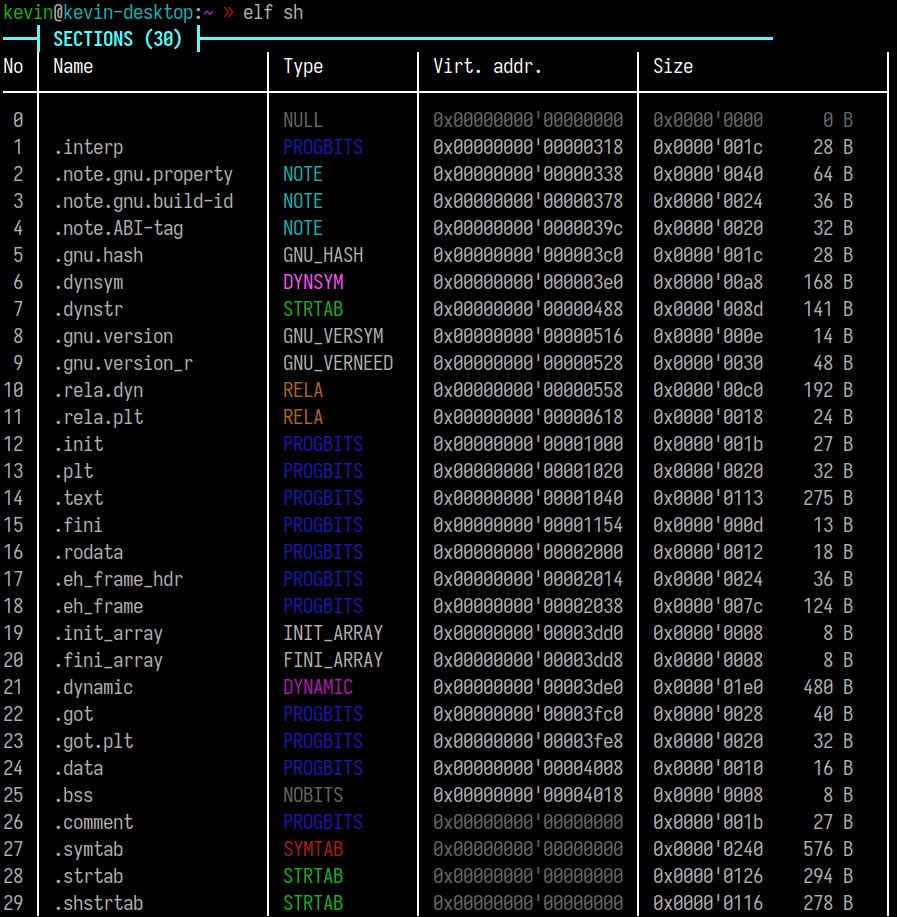 kevin@kevin-desktop:~ » elf sh
SECTIONS (30)
No Name Type Virt. addr. Size
0 NULL 0x00000000'00000000 0x0000'0000 0 B
1 .interp PROGBITS 0x00000000'00000318 0x0000'001c 28 B
2 .note.gnu.property NOTE 0x00000000'00000338 0x0000'0040 64 B
3 .note.gnu.build-id NOTE 0x00000000'00000378 0x0000'0024 36 B
4 .note.ABI-tag NOTE 0x00000000'0000039c 0x0000'0020 32 B
5 .gnu.hash GNU_HASH 0x00000000'000003c0 0x0000'001c 28 B
6 .dynsym DYNSYM 0x00000000'000003e0 0x0000'00a8 168 B
7 .dynstr STRTAB 0x00000000'00000488 0x0000'008d 141 B
8 .gnu.version GNU_VERSYM 0x00000000'00000516 0x0000'000e 14 B
9 .gnu.version_r GNU_VERNEED 0x00000000'00000528 0x0000'0030 48 B
10 .rela.dyn RELA 0x00000000'00000558 0x0000'00c0 192 B
11 .rela.plt RELA 0x00000000'00000618 0x0000'0018 24 B
12 .init PROGBITS 0x00000000'00001000 0x0000'001b 27 B
13 .plt PROGBITS 0x00000000'00001020 0x0000'0020 32 B
14 .text PROGBITS 0x00000000'00001040 0x0000'0113 275 B
15 .fini PROGBITS 0x00000000'00001154 0x0000'000d 13 B
16 .rodata PROGBITS 0x00000000'00002000 0x0000'0012 18 B
17 .eh_frame_hdr PROGBITS 0x00000000'00002014 0x0000'0024 36 B
18 .eh_frame PROGBITS 0x00000000'00002038 0x0000'007c 124 B
19 .init_array INIT_ARRAY 0x00000000'00003dd0 0x0000'0008 8 B
20 .fini_array FINI_ARRAY 0x00000000'00003dd8 0x0000'0008 8 B
21 .dynamic DYNAMIC 0x00000000'00003de0 0x0000'01e0 480 B
22 .got PROGBITS 0x00000000'00003fc0 0x0000'0028 40 B
23 .got.plt PROGBITS 0x00000000'00003fe8 0x0000'0020 32 B
24 .data PROGBITS 0x00000000'00004008 0x0000'0010 16 B
25 .bss NOBITS 0x00000000'00004018 0x0000'0008 8 B
26 .comment PROGBITS 0x00000000'00000000 0x0000'001b 27 B
27 .symtab SYMTAB 0x00000000'00000000 0x0000'0240 576 B
28 .strtab STRTAB 0x00000000'00000000 0x0000'0126 294 B
29 .shstrtab STRTAB 0x00000000'00000000 0x0000'0116 278 B